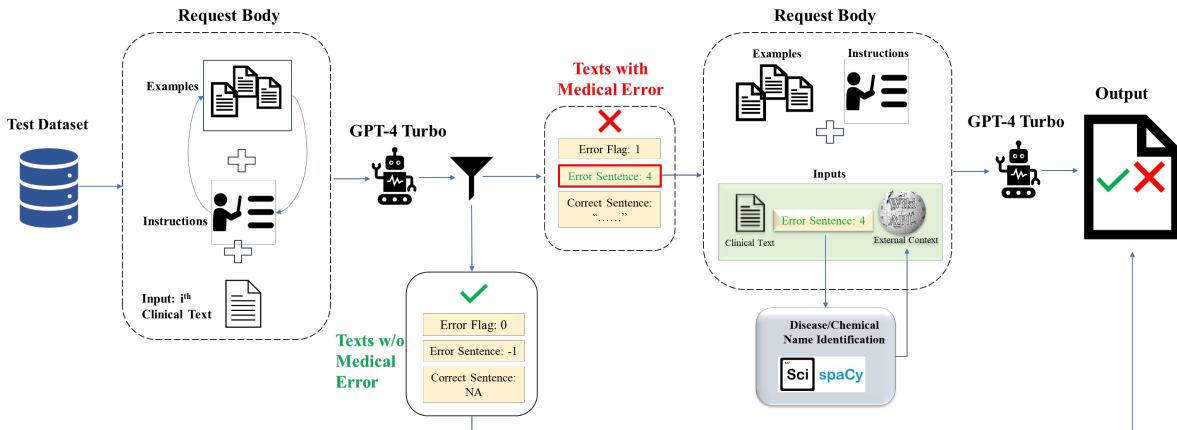 Test Dataset
Request Body
Examples
Instructions
Input: ith
Clinical Text
GPT-4 Turbo
Texts with
Medical Error
Error Flag: 1
Error Sentence: 4
Correct Sentence:
“……”
Texts w/o
Medical
Error
Error Flag: 0
Error Sentence: -1
Correct Sentence:
NA
Request Body
Examples
Instructions
Inputs
Clinical Text
Error Sentence: 4
Wiki
API
External Context
Disease/Chemical
Name Identification
Sci
spaCy
GPT-4 Turbo
Output